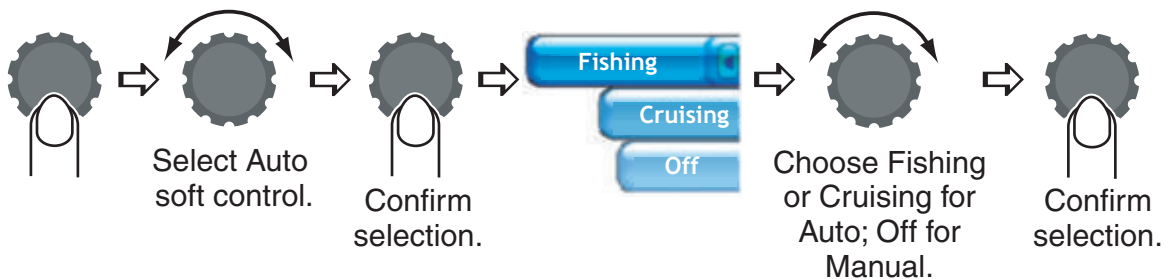 Select Auto
soft control.
Confirm
selection.
Fishing
Cruising
Off
Choose Fishing
or Cruising for
Auto; Off for
Manual.
Confirm
selection.